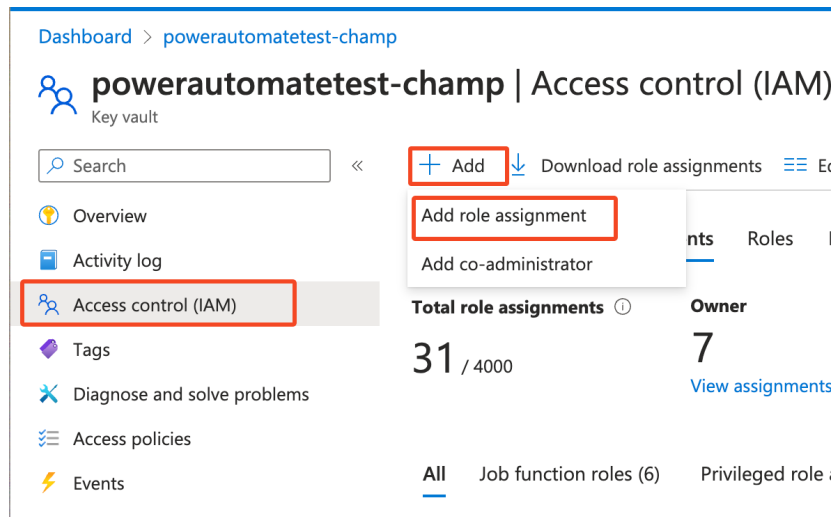 Dashboard > powerautomatetest-champ
powerautomatetest-champ | Access control (IAM)
Key vault
Search
Overview
Activity log
Access control (IAM)
Tags
Diagnose and solve problems
Access policies
Events
Add
Download role assignments
Add role assignment
Add co-administrator
Roles
Total role assignments
31 / 4000
Owner
7
View assignments
All
Job function roles (6)
Privileged role